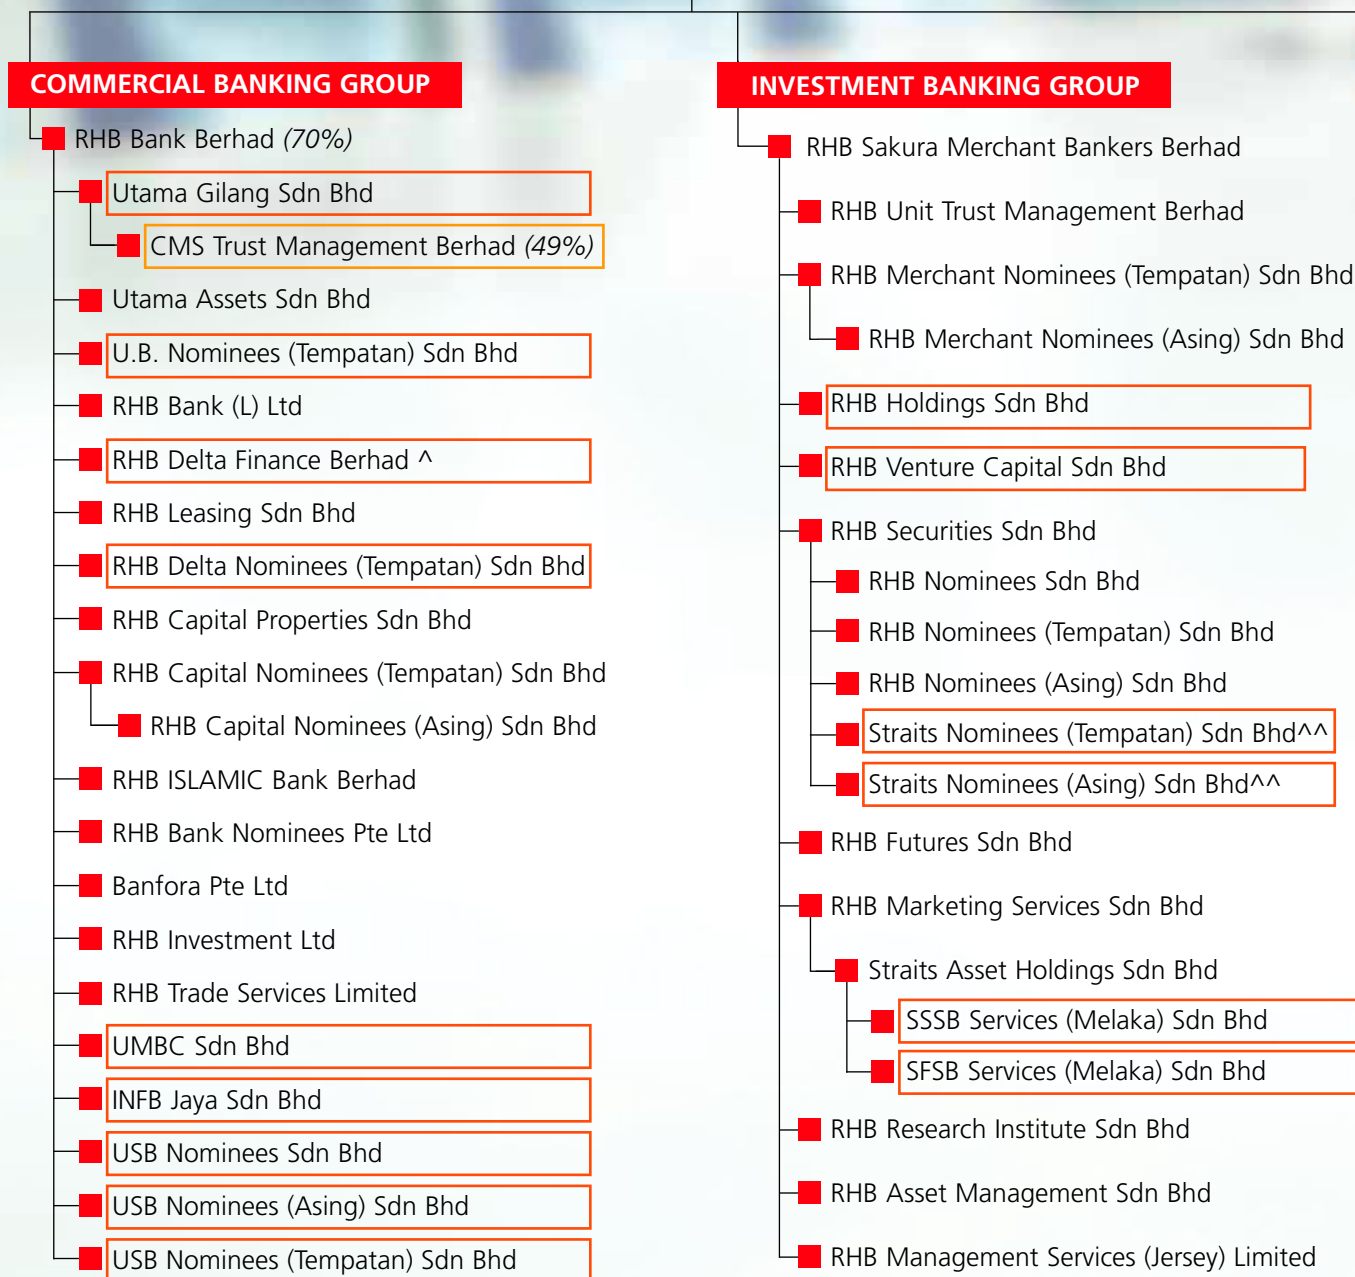 COMMERCIAL BANKING GROUP
RHB Bank Berhad (70%)
Utama Gilang Sdn Bhd
CMS Trust Management Berhad (49%)
Utama Assets Sdn Bhd
U.B. Nominees (Tempatan) Sdn Bhd
RHB Bank (L) Ltd
RHB Delta Finance Berhad ^
RHB Leasing Sdn Bhd
RHB Delta Nominees (Tempatan) Sdn Bhd
RHB Capital Properties Sdn Bhd
RHB Capital Nominees (Tempatan) Sdn Bhd
RHB Capital Nominees (Asing) Sdn Bhd
RHB ISLAMIC Bank Berhad
RHB Bank Nominees Pte Ltd
Banfora Pte Ltd
RHB Investment Ltd
RHB Trade Services Limited
UMBC Sdn Bhd
INFB Jaya Sdn Bhd
USB Nominees Sdn Bhd
USB Nominees (Asing) Sdn Bhd
USB Nominees (Tempatan) Sdn Bhd
INVESTMENT BANKING GROUP
RHB Sakura Merchant Bankers Berhad
RHB Unit Trust Management Berhad
RHB Merchant Nominees (Tempatan) Sdn Bhd
RHB Merchant Nominees (Asing) Sdn Bhd
RHB Holdings Sdn Bhd
RHB Venture Capital Sdn Bhd
RHB Securities Sdn Bhd
RHB Nominees Sdn Bhd
RHB Nominees (Tempatan) Sdn Bhd
RHB Nominees (Asing) Sdn Bhd
Straits Nominees (Tempatan) Sdn Bhd^^
Straits Nominees (Asing) Sdn Bhd^^
RHB Futures Sdn Bhd
RHB Marketing Services Sdn Bhd
Straits Asset Holdings Sdn Bhd
SSSB Services (Melaka) Sdn Bhd
SFSB Services (Melaka) Sdn Bhd
RHB Research Institute Sdn Bhd
RHB Asset Management Sdn Bhd
RHB Management Services (Jersey) Limited